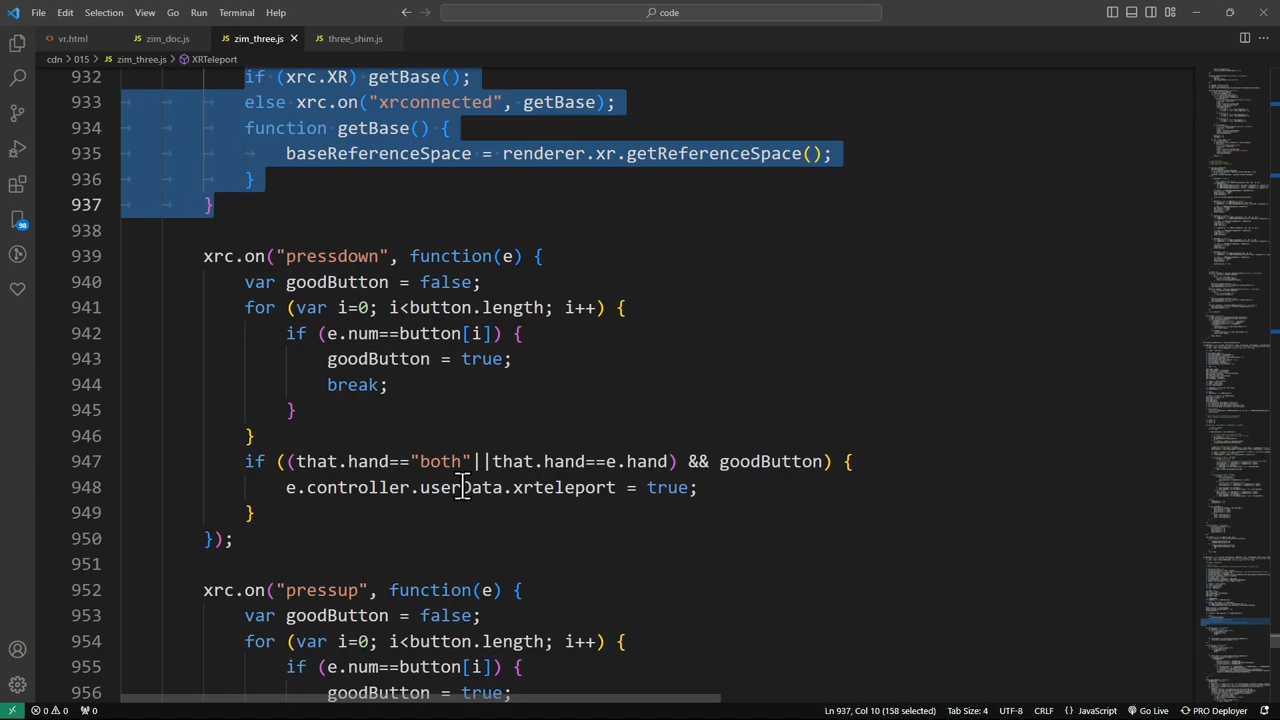 File Edit Selection View Go Run Terminal Help
code
vr.html zim_doc.js zim_three.js three_shim.js
cdn 015 zim_three.js XRTeleport
932 if (xrc.XR) getBase();
933 else xrc.on("xrconnected", getBase);
934 function getBase() {
935 baseReferenceSpace = .xr.getReferenceSpace();
936 }
937 }
938
939 xrc.on("pressdown", function(e) {
940 var goodButton = false;
941 for (var i=0; i<button.length; i++) {
942 if (e.num==button[i])
943 goodButton = true;
944 break;
945 }
946 }
947 if ((that.hand=="both"|| && goodButton) {
948 e.controller.userData. = true;
949 }
950 });
951
952 xrc.on("pressup", function(e)
953 var goodButton = false;
954 for (var i=0; i<button.length; i++) {
955 if (e.num==button[i])
956 goodButton = true
98
0 0 0 Ln 937, Col 10 (158 selected) Tab Size: 4 UTF-8 CRLF {} JavaScript Go Live PRO Deployer